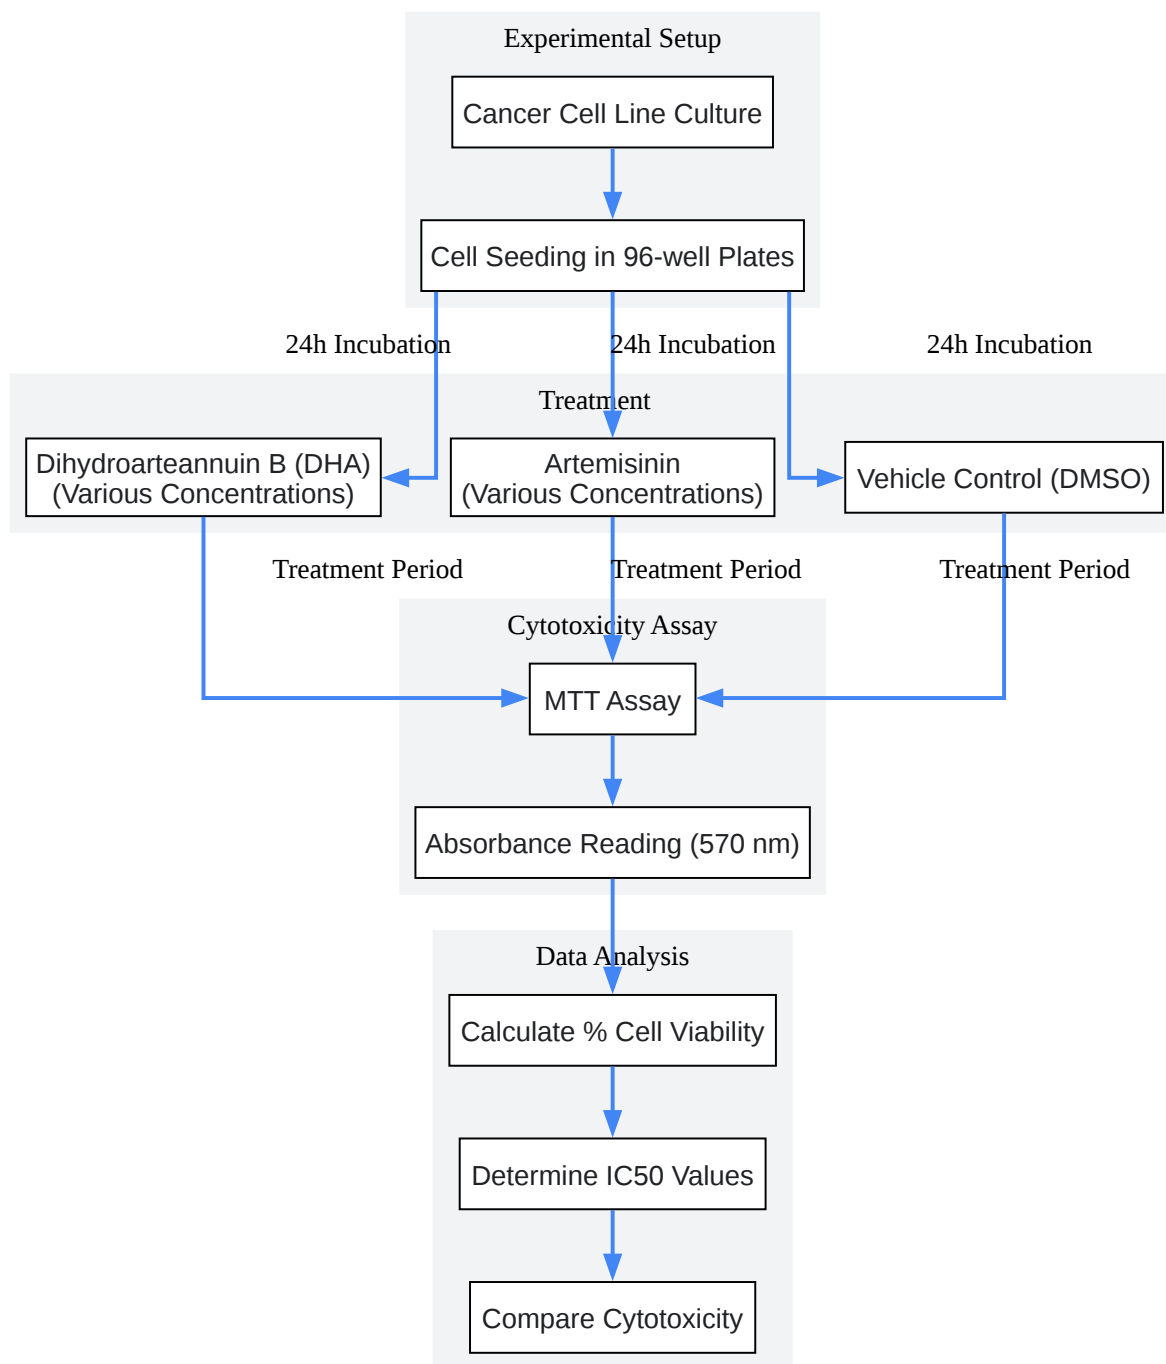 Experimental Setup
Cancer Cell Line Culture
Cell Seeding in 96-well Plates
24h Incubation
24h Incubation
24h Incubation
Treatment
Dihydroarteannuin B (DHA)
(Various Concentrations)
Artemisinin
(Various Concentrations)
Vehicle Control (DMSO)
Treatment Period
Treatment Period
Treatment Period
Cytotoxicity Assay
MTT Assay
Absorbance Reading (570 nm)
Data Analysis
Calculate % Cell Viability
Determine IC50 Values
Compare Cytotoxicity